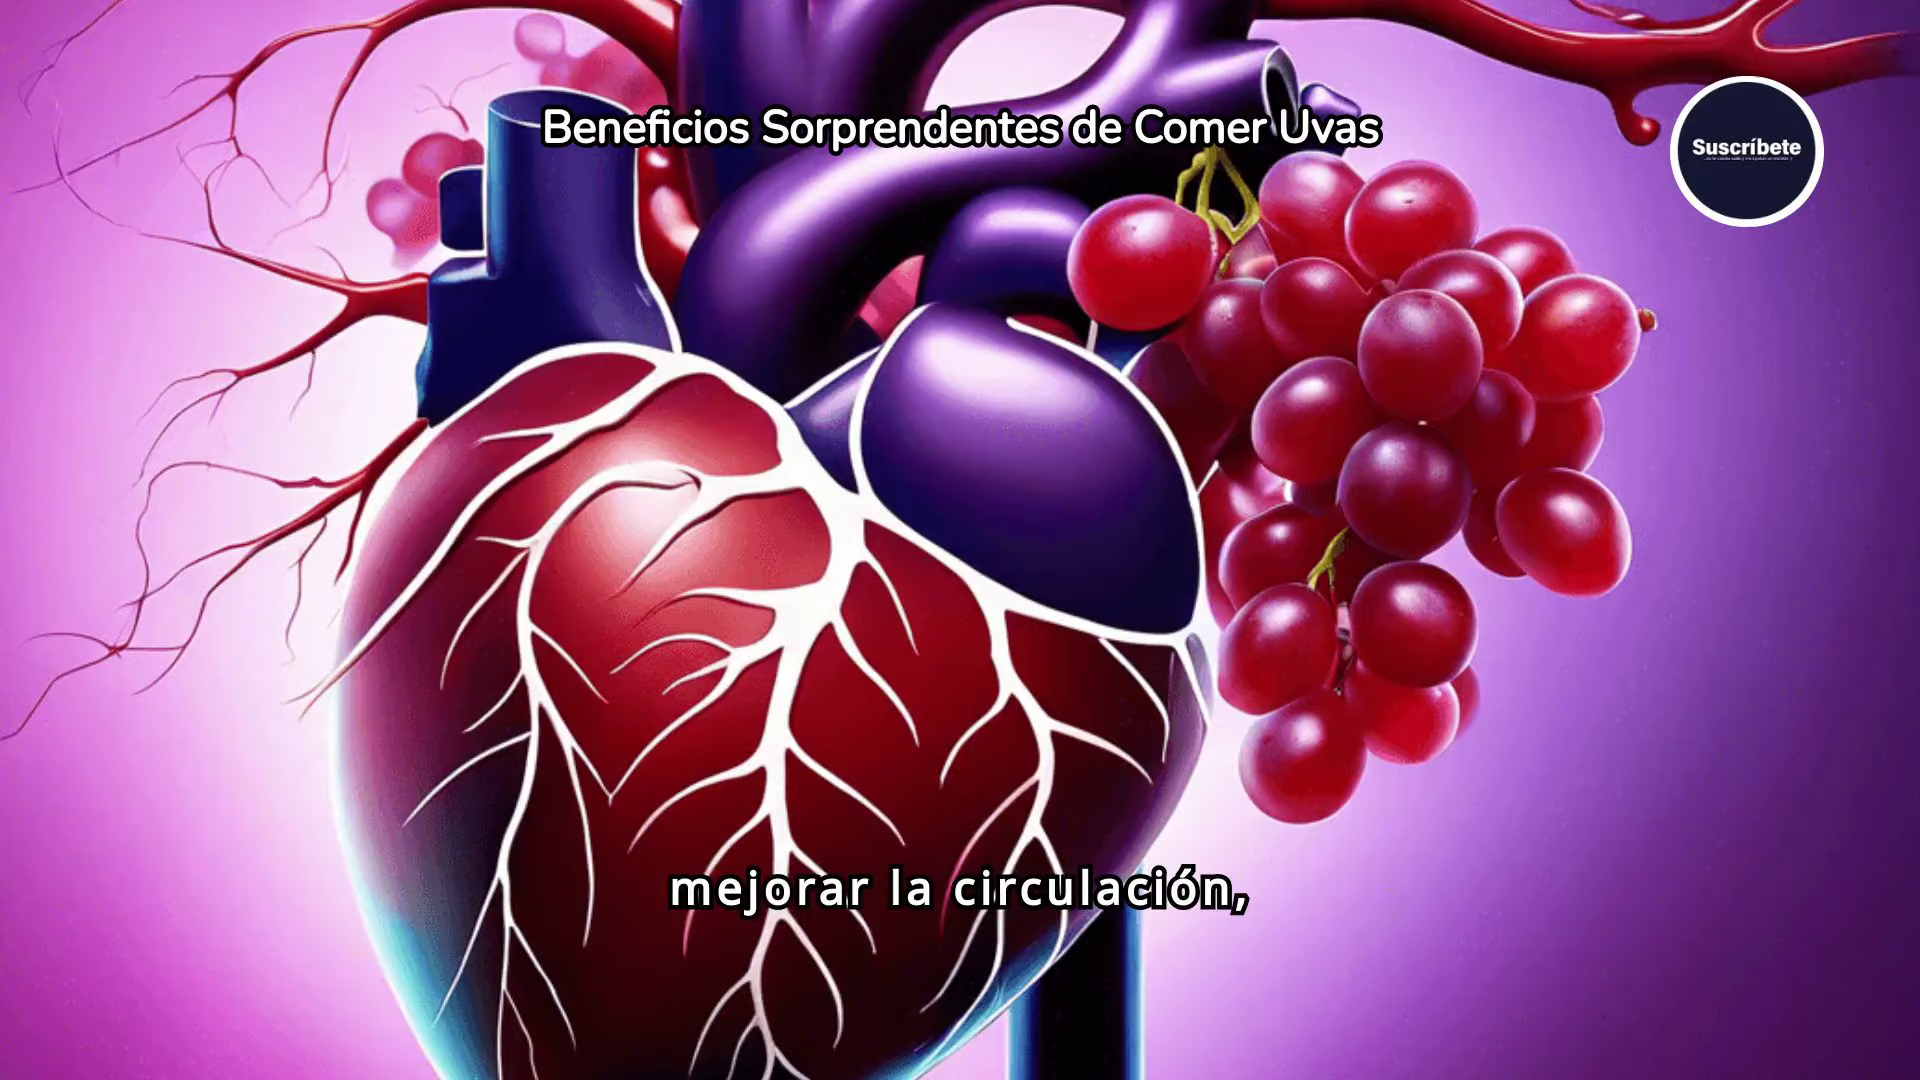 Beneficios Sorprendentes de Comer Uvas
Suscríbete
mejorar la circulación,